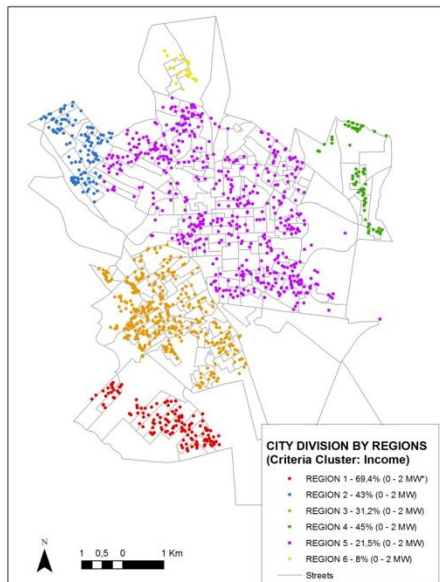 CITY DIVISION BY REGIONS
(Criteria Cluster: Income)
REGION 1 - 69,4% (0 - 2 MW*)
REGION 2 - 43% (0 - 2 MW)
REGION 3 - 31,2% (0 - 2 MW)
REGION 4 - 45% (0 - 2 MW)
REGION 5 - 21,5% (0 - 2 MW)
REGION 6 - 8% (0 - 2 MW)
Streets
N
1 0,5 0 1 Km